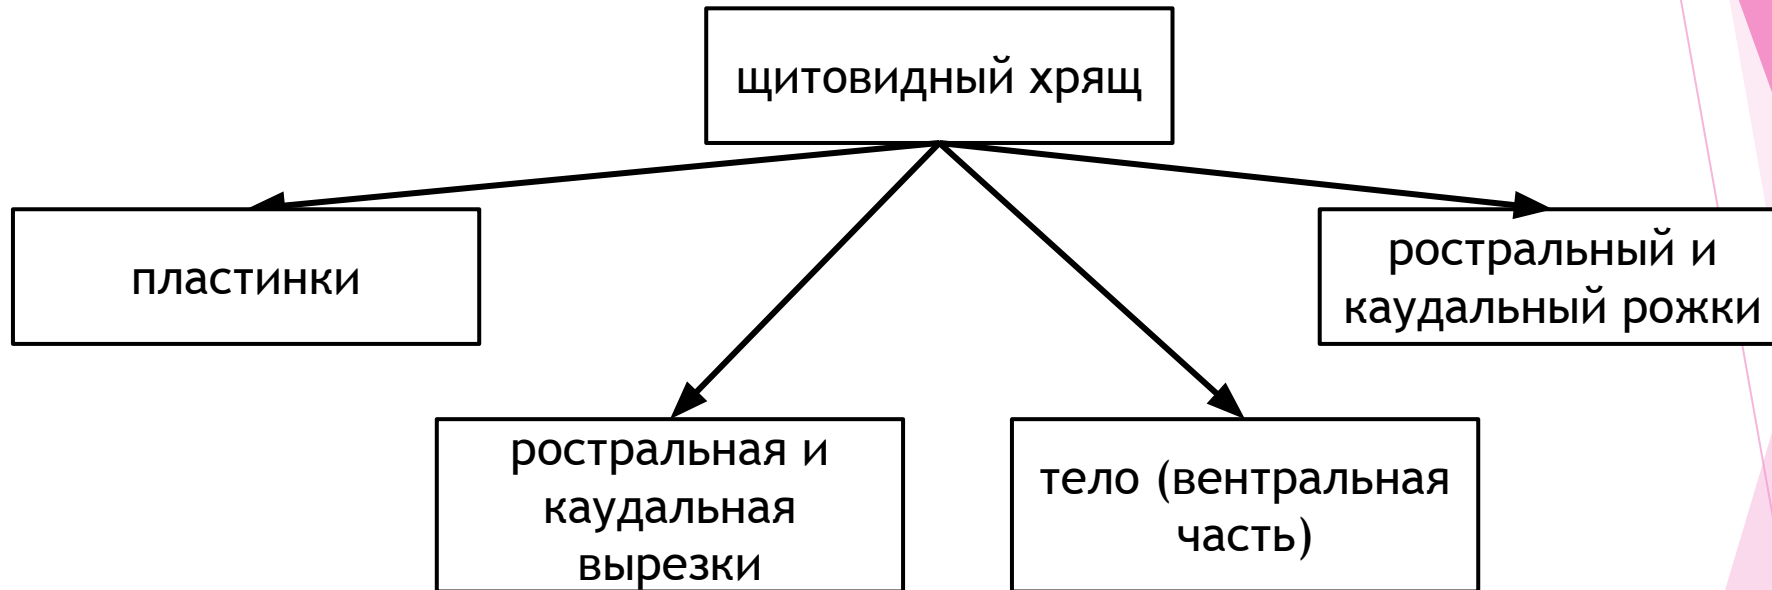 щитовидный хрящ
пластинки
ростральный и
каудальный рожки
ростральная и
каудальная
вырезки
тело (вентральная
часть)